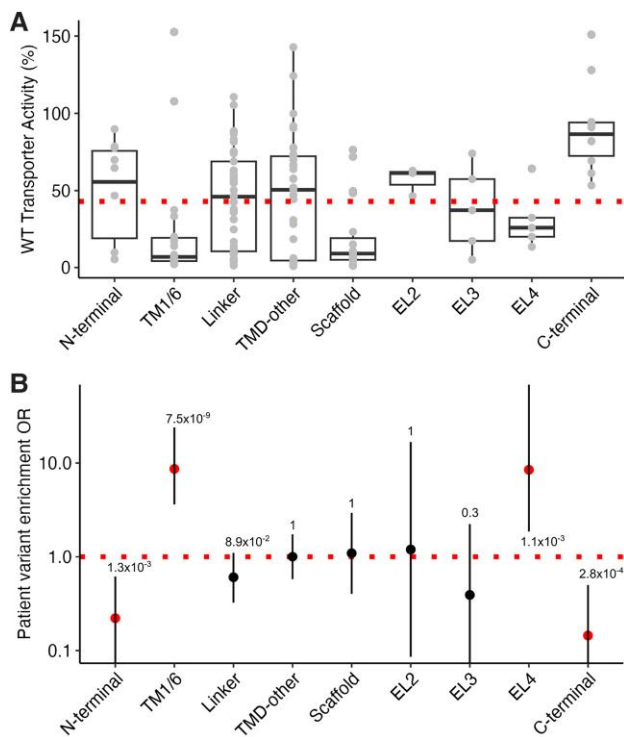 A
WT Transporter Activity (%)
150
100
50
0
N-terminal
TM1/6
Linker
TMD-other
Scaffold
EL2
EL3
EL4
C-terminal
B
Patient variant enrichment OR
10.0
1.0
0.1
1.3x10⁻³
7.5x10⁻⁹
8.9x10⁻²
1
1
1
0.3
1.1x10⁻³
2.8x10⁻⁴
N-terminal
TM1/6
Linker
TMD-other
Scaffold
EL2
EL3
EL4
C-terminal